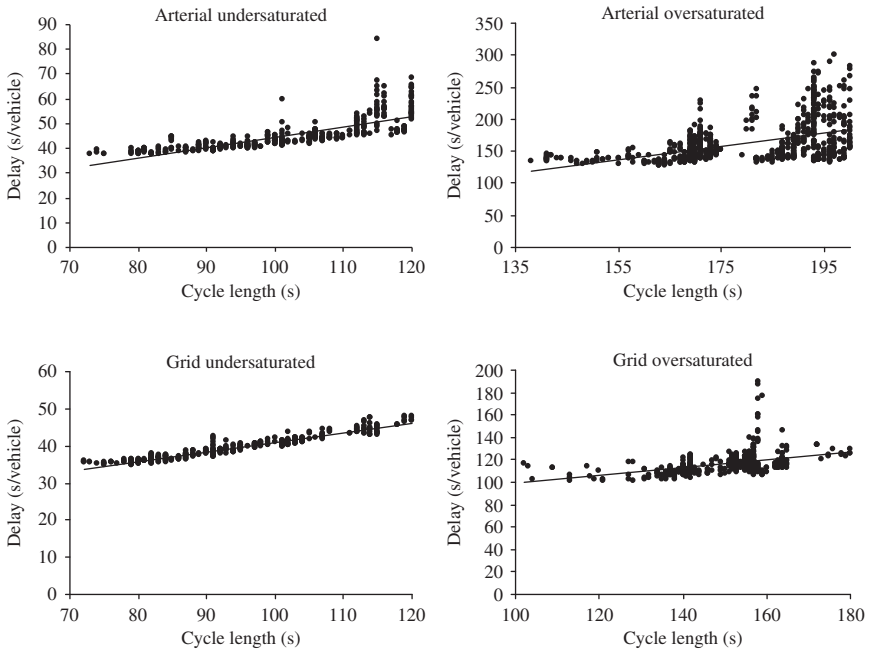 Arterial undersaturated
90
80
70
60
50
40
30
20
10
0
Delay (s/vehicle)
70 80 90 100 110 120
Cycle length (s)
Arterial oversaturated
350
300
250
200
150
100
50
0
Delay (s/vehicle)
135 155 175 195
Cycle length (s)
Grid undersaturated
60
50
40
30
20
10
0
Delay (s/vehicle)
70 80 90 100 110 120
Cycle length (s)
Grid oversaturated
200
180
160
140
120
100
80
60
40
20
0
Delay (s/vehicle)
100 120 140 160 180
Cycle length (s)